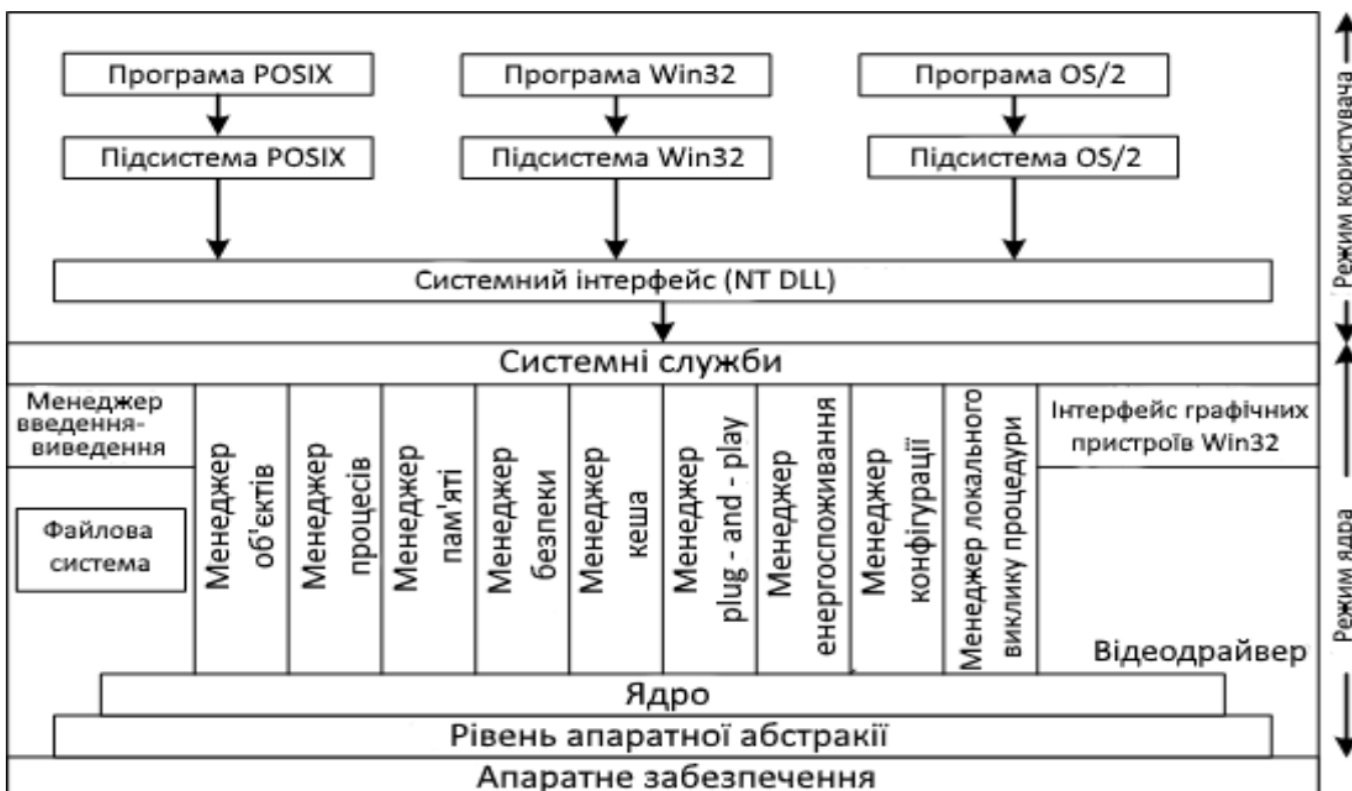 Програма POSIX
Програма Win32
Програма OS/2
Підсистема POSIX
Підсистема Win32
Підсистема OS/2
Системний інтерфейс (NT DLL)
Режим користувача
Системні служби
Менеджер
введення-
виведення
Файлова
система
Менеджер
об'єктів
Менеджер
процесів
Менеджер
пам'яті
Менеджер
безпеки
Менеджер
кеша
Менеджер
plug - and - play
Менеджер
енергоспоживання
Менеджер
конфігурації
Менеджер локального
виклику процедури
Інтерфейс графічних
пристроїв Win32
Відеодрайвер
Режим ядра
Ядро
Рівень апаратної абстракії
Апаратне забезпечення